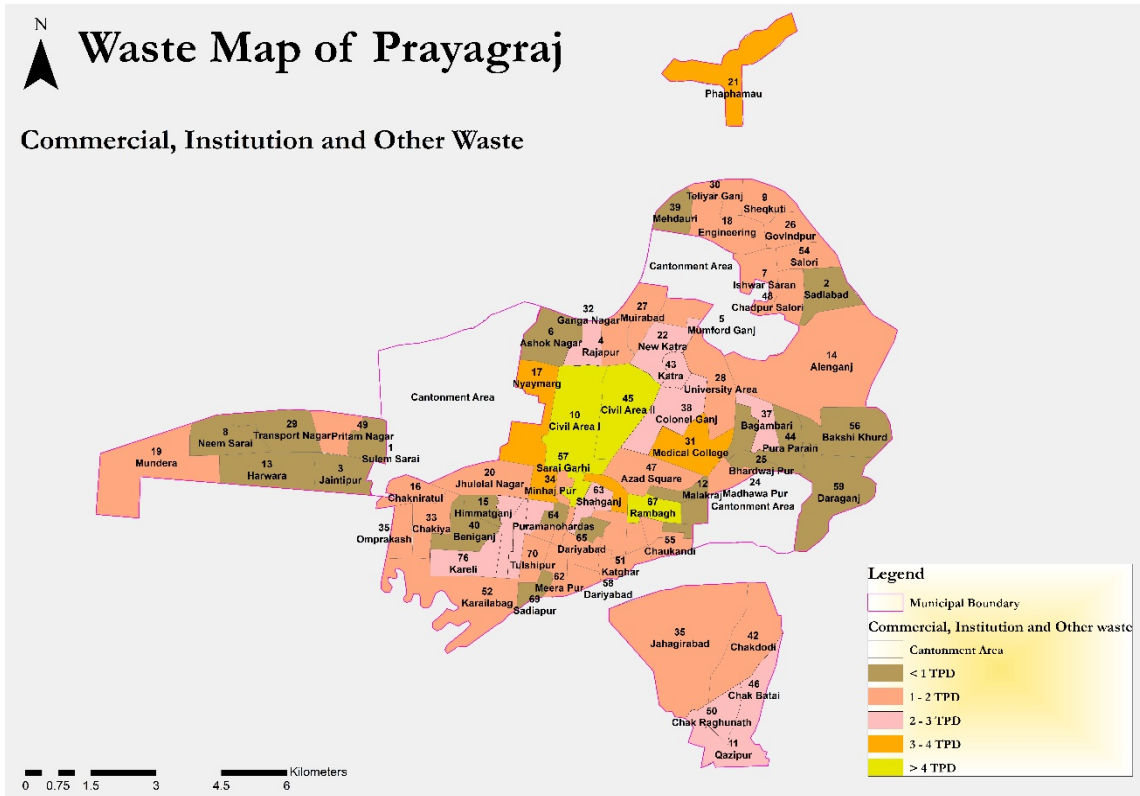 N
Waste Map of Prayagraj
Commercial, Institution and Other Waste
21
Phaphamau
30
Teliyar Ganj
9
Sheqkuti
39
Mehdauri
18
Engineering
26
Govindpur
54
Salori
Cantonment Area
7
Ishwar Saran
2
Sadiabad
48
Chadpur Salori
32
Ganga Nagar
27
Muirabad
5
Mumford Ganj
6
Ashok Nagar
4
Rajapur
22
New Katra
14
Alenganj
17
Nyaymarg
43
Katra
28
University Area
Cantonment Area
45
Civil Area II
10
Civil Area I
38
Colonel Ganj
37
Bagambari
8
Neem Sarai
29
Transport Nagar
49
Pritam Nagar
1
Sulem Sarai
31
Medical College
44
Pura Parain
56
Bakshi Khurd
19
Mundera
13
Harwara
3
Jaintipur
57
Sarai Garhi
25
Bhardwaj Pur
20
Jhulelal Nagar
34
Minhaj Pur
47
Azad Square
24
Madhawa Pur
Cantonment Area
59
Daraganj
16
Chakniratul
63
Shahganj
12
Malakraj
67
Rambagh
15
Himmatganj
64
Puramanohardas
35
Omprakash
33
Chakiya
40
Beniganj
65
Dariyabad
55
Chaukandi
76
Kareli
70
Tulshipur
51
Katghar
62
Meera Pur
58
Dariyabad
52
Karailabag
69
Sadiapur
35
Jahagirabad
42
Chakdodi
46
Chak Batai
50
Chak Raghunath
11
Qazipur
Legend
Municipal Boundary
Commercial, Institution and Other waste
Cantonment Area
< 1 TPD
1 - 2 TPD
2 - 3 TPD
3 - 4 TPD
> 4 TPD
Kilometers
0 0.75 1.5 3 4.5 6